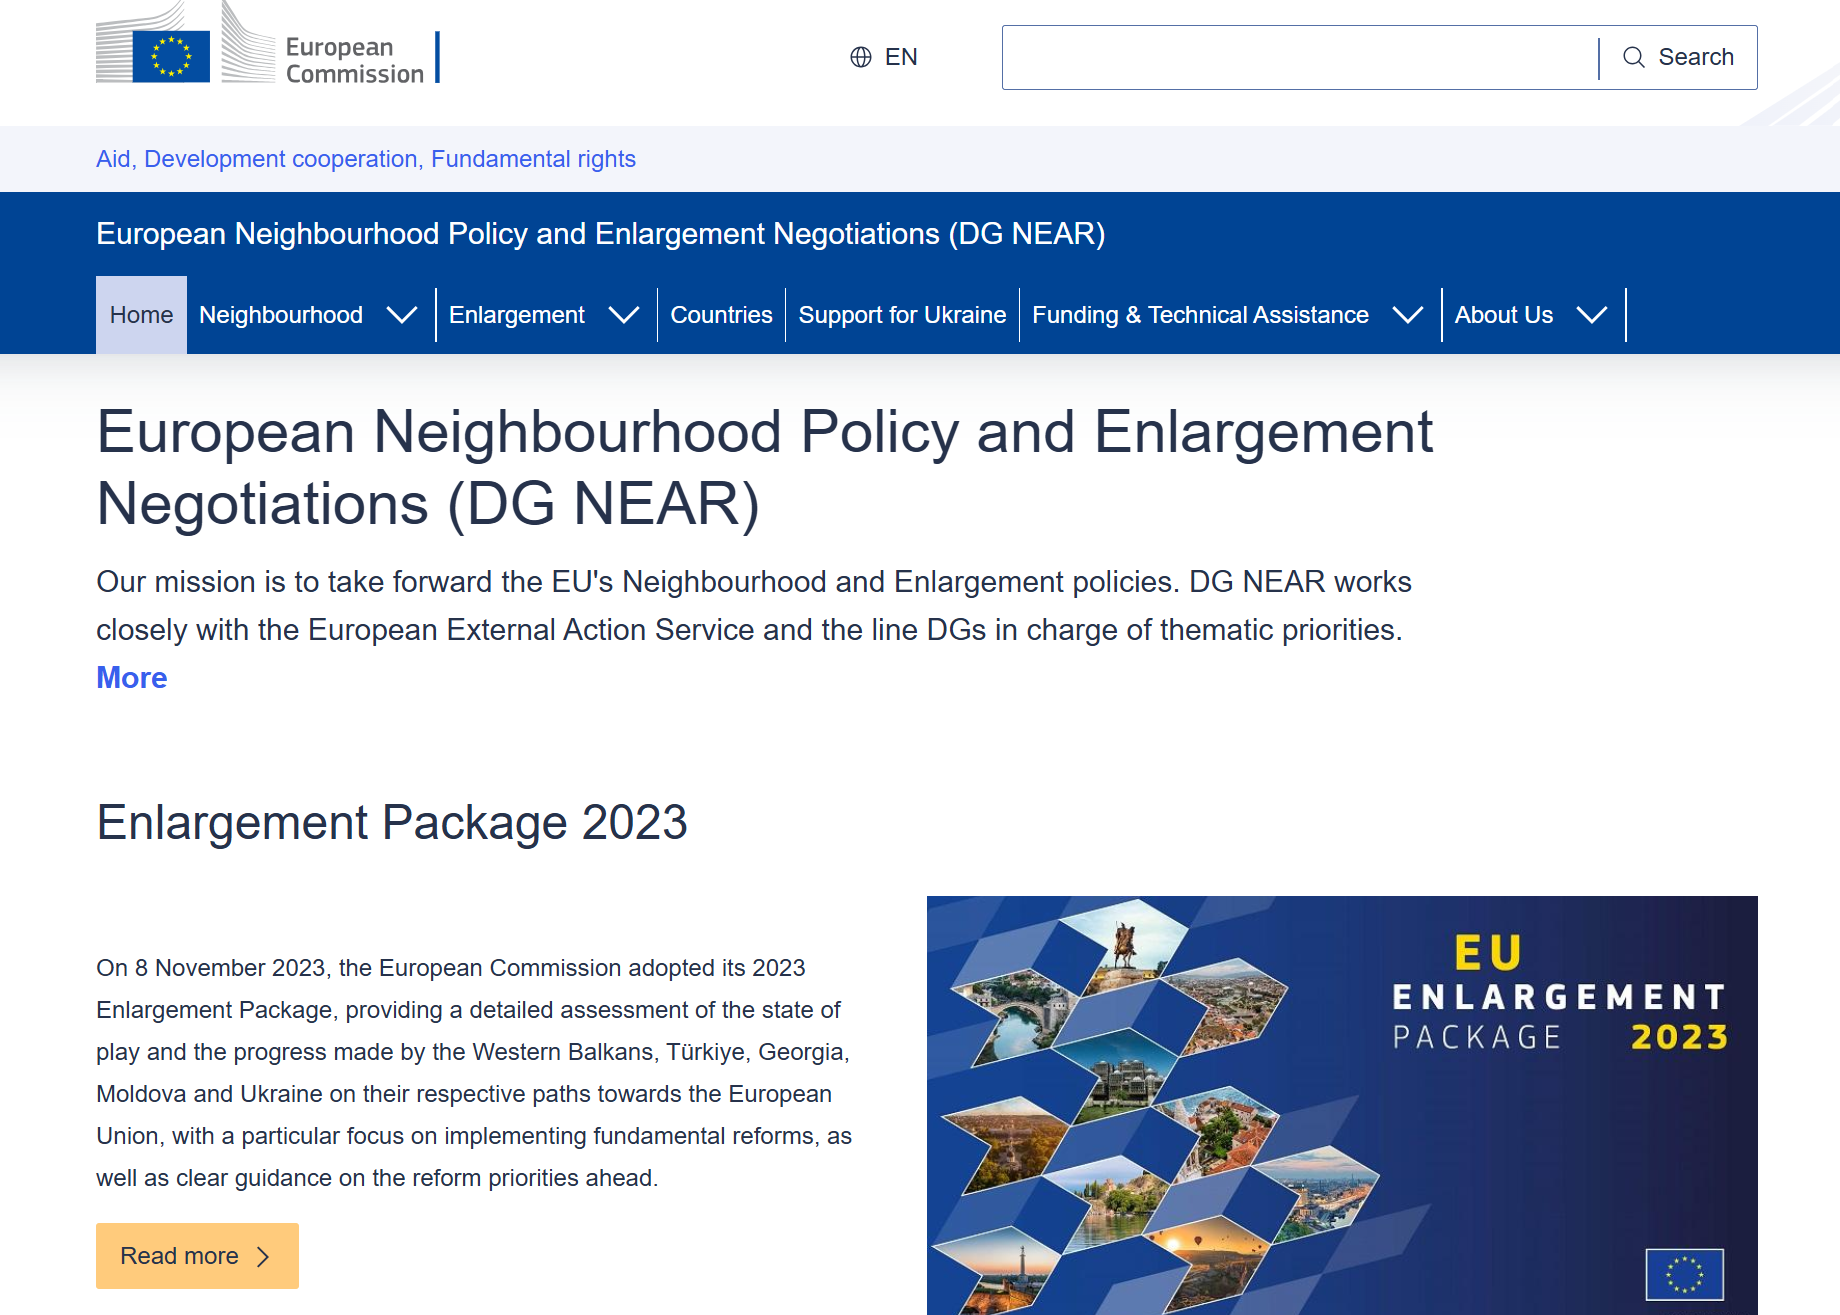 European
Commission
EN
Search
Aid, Development cooperation, Fundamental rights
European Neighbourhood Policy and Enlargement Negotiations (DG NEAR)
Home Neighbourhood Enlargement Countries Support for Ukraine Funding & Technical Assistance About Us
European Neighbourhood Policy and Enlargement
Negotiations (DG NEAR)
Our mission is to take forward the EU's Neighbourhood and Enlargement policies. DG NEAR works
closely with the European External Action Service and the line DGs in charge of thematic priorities.
More
Enlargement Package 2023
On 8 November 2023, the European Commission adopted its 2023
Enlargement Package, providing a detailed assessment of the state of
play and the progress made by the Western Balkans, Türkiye, Georgia,
Moldova and Ukraine on their respective paths towards the European
Union, with a particular focus on implementing fundamental reforms, as
well as clear guidance on the reform priorities ahead.
Read more
EU
ENLARGEMENT
PACKAGE 2023